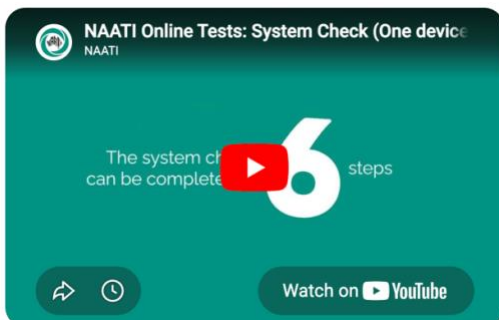 NAATI Online Tests: System Check (One device
NAATI
The system ch
6
steps
can be complete
Watch on YouTube